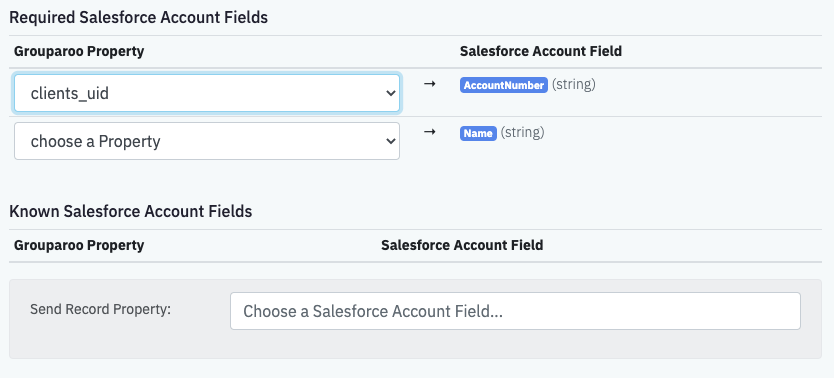 Required Salesforce Account Fields
Grouparoo Property Salesforce Account Field
clients_uid → AccountNumber (string)
choose a Property → Name (string)
Known Salesforce Account Fields
Grouparoo Property Salesforce Account Field
Send Record Property: Choose a Salesforce Account Field...